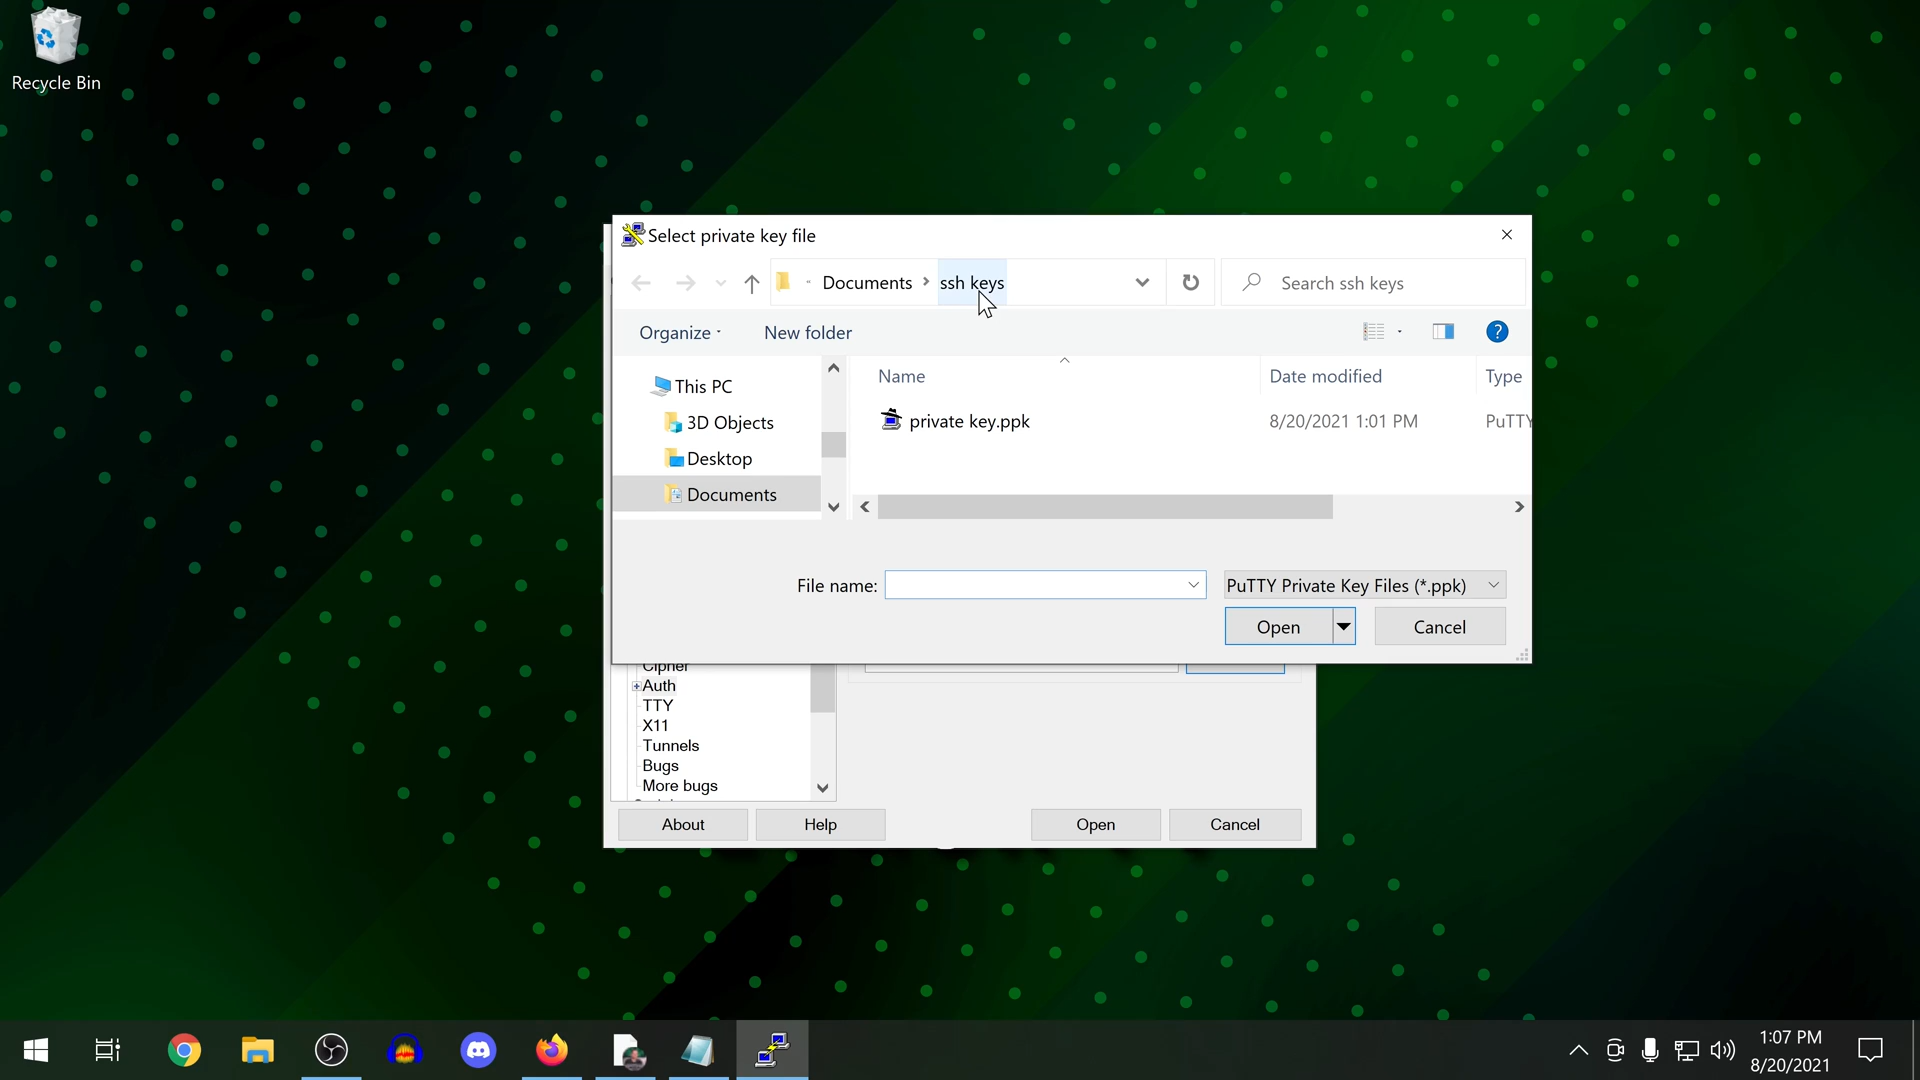 Recycle Bin
Select private key file
Documents
ssh keys
Search ssh keys
Organize
New folder
This PC
3D Objects
Desktop
Documents
Name
Date modified
Type
private key.ppk
8/20/2021 1:01 PM
PuTTY
File name:
PuTTY Private Key Files (*.ppk)
Open
Cancel
Cipher
Auth
TTY
X11
Tunnels
Bugs
More bugs
About
Help
Open
Cancel
1:07 PM
8/20/2021